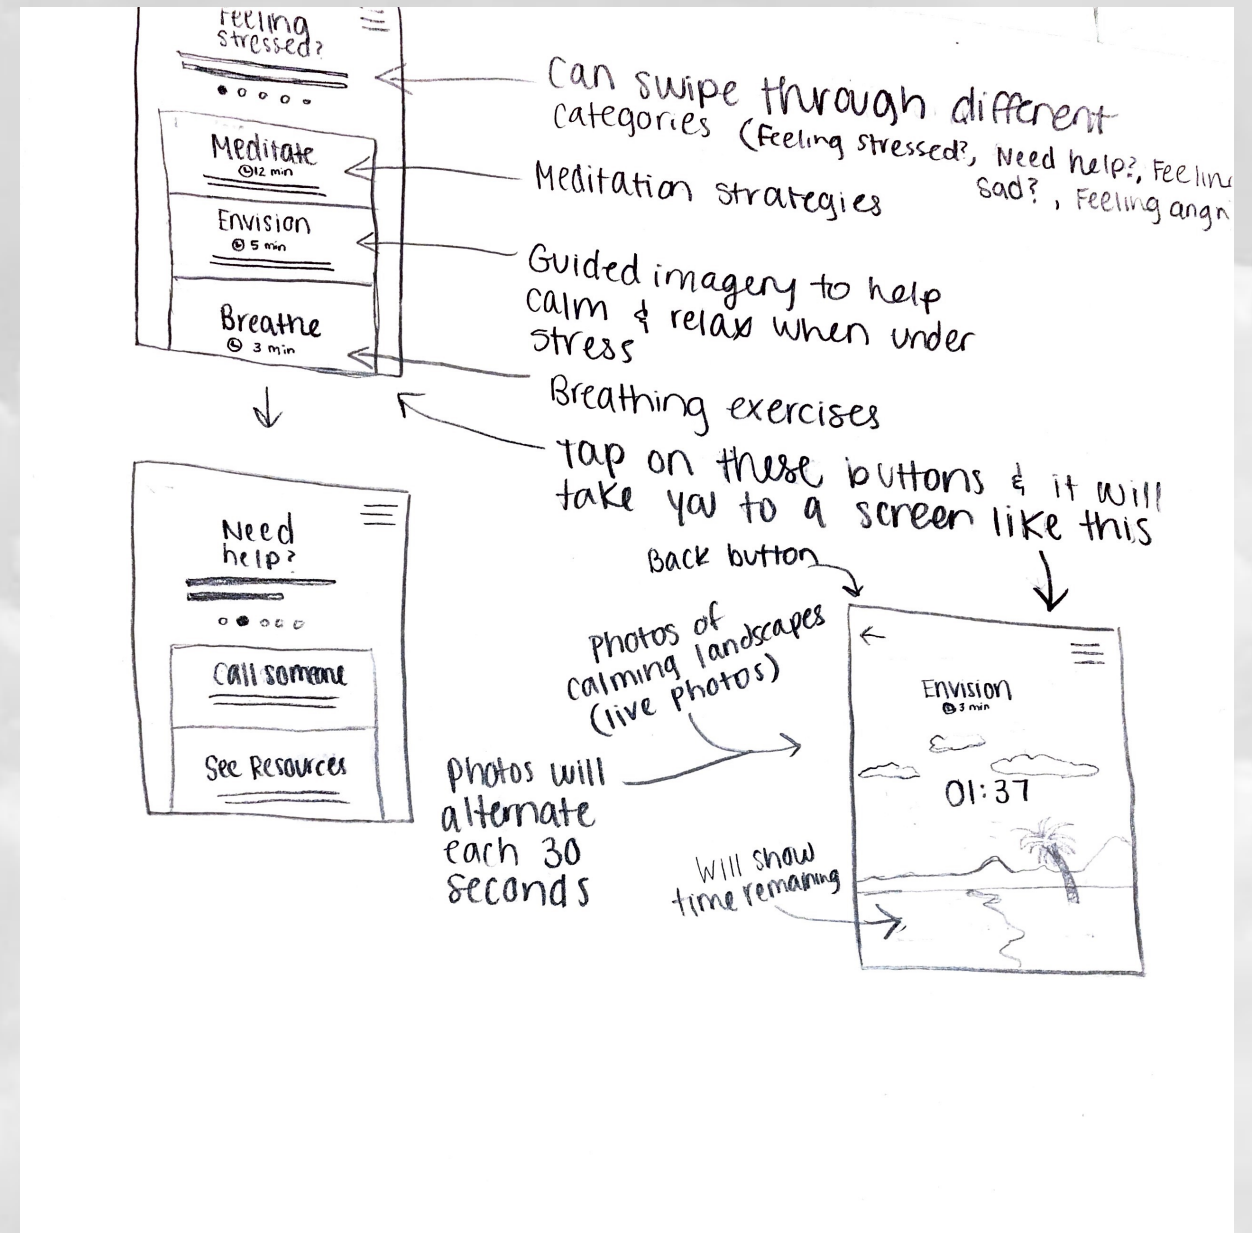 Feeling
stressed?
Meditate
12 min
Envision
5 min
Breathe
3 min
Can swipe through different
categories (Feeling stressed?, Need help?, Feelin
sad?, Feeling angr
Meditation strategies
Guided imagery to help
calm & relax when under
stress
Breathing exercises
Tap on these buttons & it will
take you to a screen like this
Need
help?
Call someone
See Resources
Back button
Photos of
calming landscapes
(live photos)
Photos will
alternate
each 30
seconds
Will show
time remaining
Envision
3 min
01:37